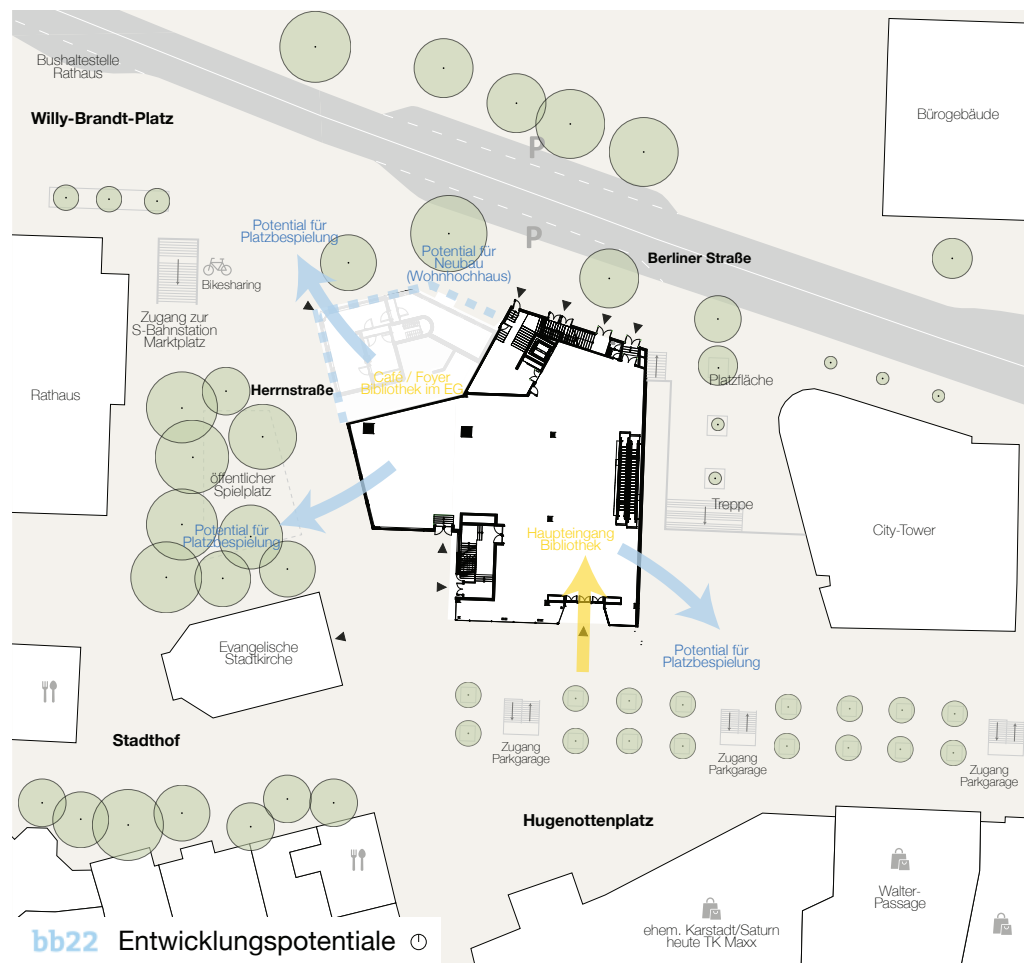 Bushaltestelle
Rathaus
Willy-Brandt-Platz
Bürogebäude
P
P
Potential für
Platzbespielung
Potential für
Neubau
(Wohnhochhaus)
Berliner Straße
Bikesharing
Zugang zur
S-Bahnstation
Marktplatz
Herrnstraße
Café / Foyer
Bibliothek im EG
Platzfläche
Rathaus
öffentlicher
Spielplatz
Potential für
Platzbespielung
Treppe
Haupteingang
Bibliothek
City-Tower
Evangelische
Stadtkirche
Potential für
Platzbespielung
Stadthof
Zugang
Parkgarage
Zugang
Parkgarage
Zugang
Parkgarage
Hugenottenplatz
Walter-
Passage
ehem. Karstadt/Saturn
heute TK Maxx
bb22 Entwicklungspotentiale